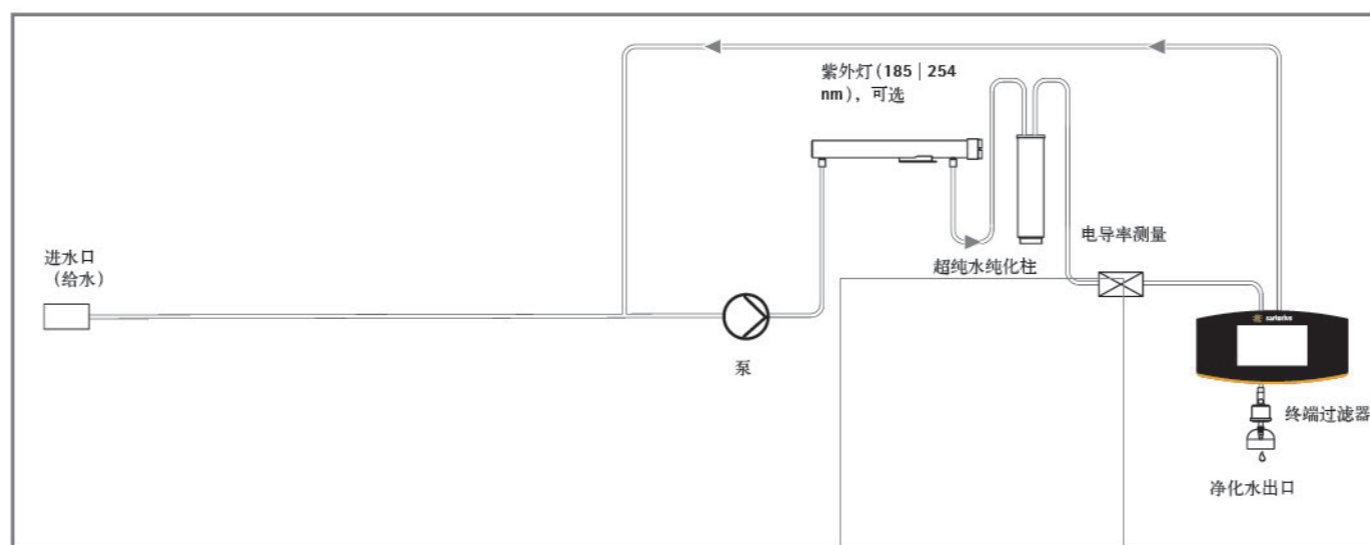 紫外灯（185 | 254
nm），可选
进水口
（给水）
电导率测量
超纯水纯化柱
sartorius
泵
终端过滤器
净化水出口